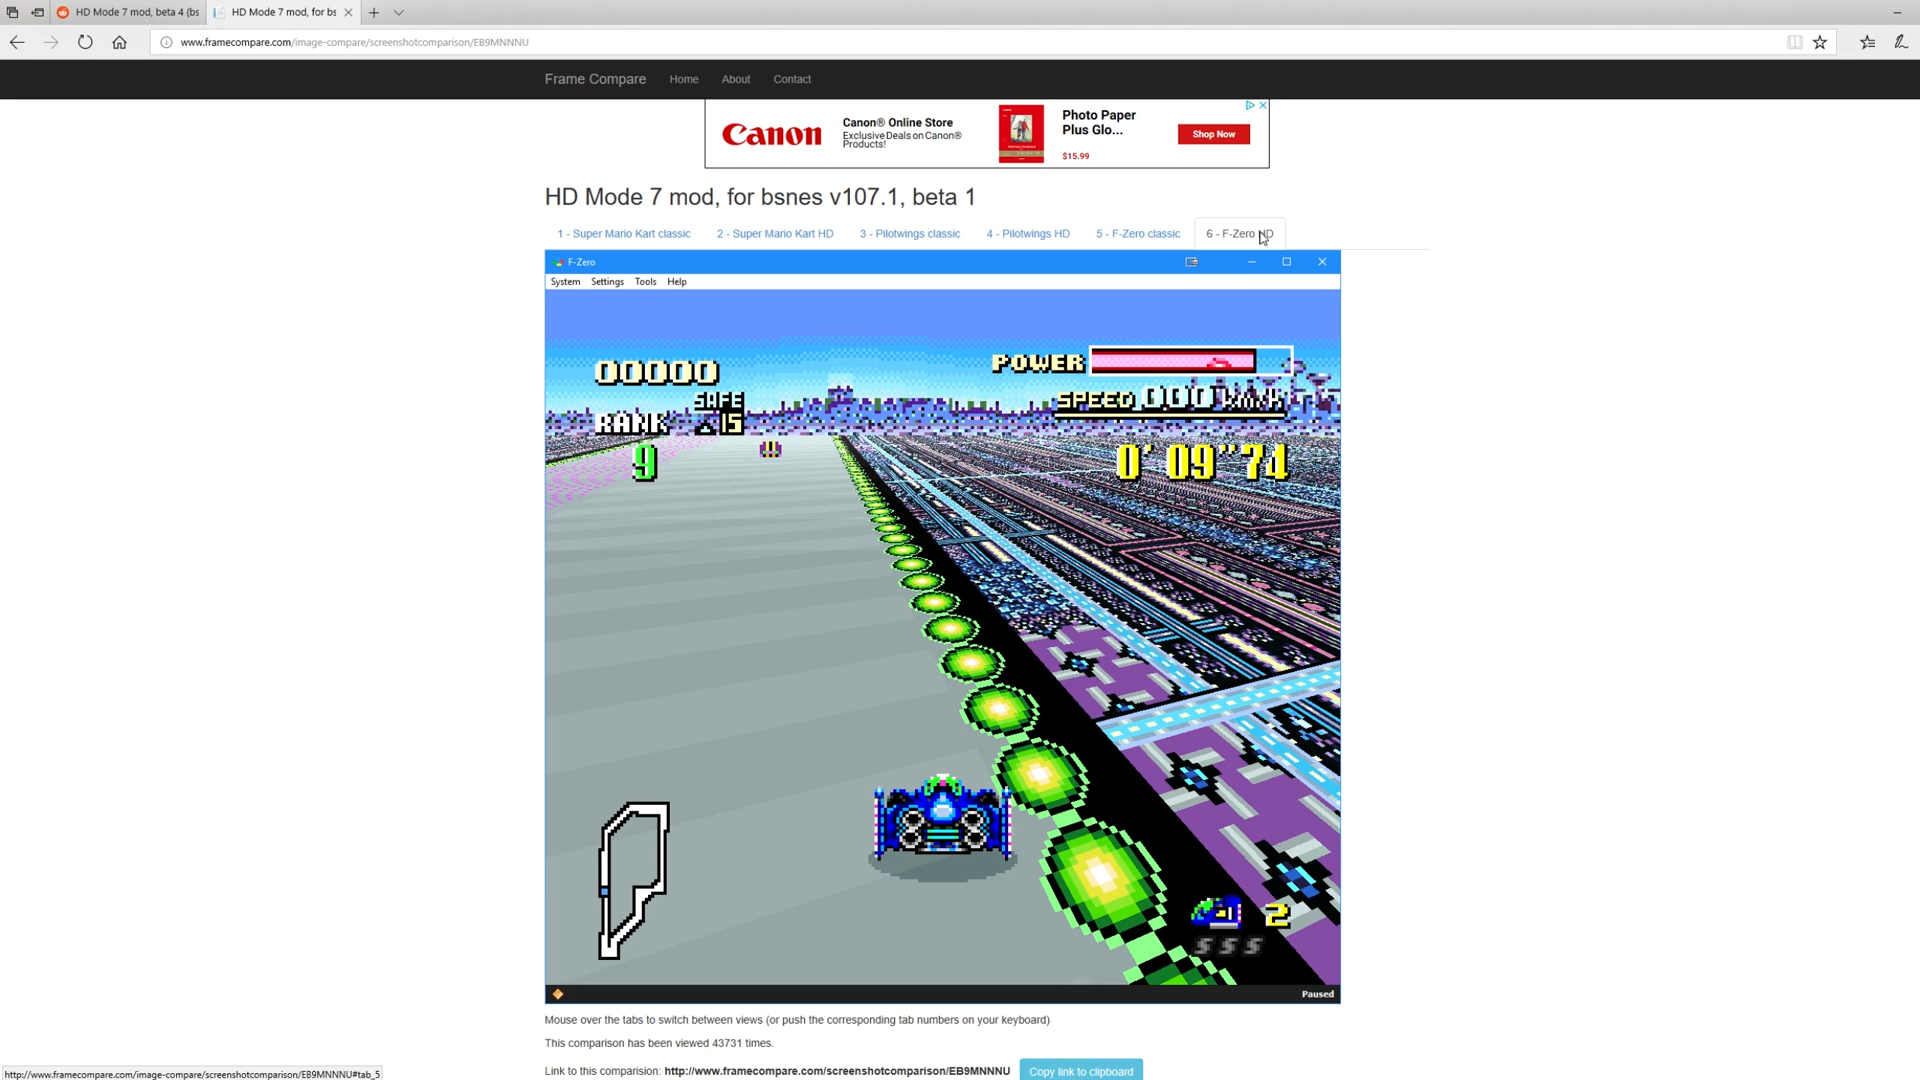 HD Mode 7 mod, beta 4 (bs
HD Mode 7 mod, for bs
www.framecompare.com/image-compare/screenshotcomparison/EB9MNNNU
Frame Compare Home About Contact
Canon
Canon® Online Store
Exclusive Deals on Canon®
Products!
Photo Paper
Plus Glo...
$15.99
Shop Now
HD Mode 7 mod, for bsnes v107.1, beta 1
1 - Super Mario Kart classic 2 - Super Mario Kart HD 3 - Pilotwings classic 4 - Pilotwings HD 5 - F-Zero classic 6 - F-Zero HD
F-Zero
System Settings Tools Help
00000 POWER
SAFE SPEED 000 km/h
RANK 15
9 0'09"74
2
SSS
Paused
Mouse over the tabs to switch between views (or push the corresponding tab numbers on your keyboard)
This comparison has been viewed 43731 times.
Link to this comparision: http://www.framecompare.com/screenshotcomparison/EB9MNNNU Copy link to clipboard
http://www.framecompare.com/image-compare/screenshotcomparison/EB9MNNNU#tab_5